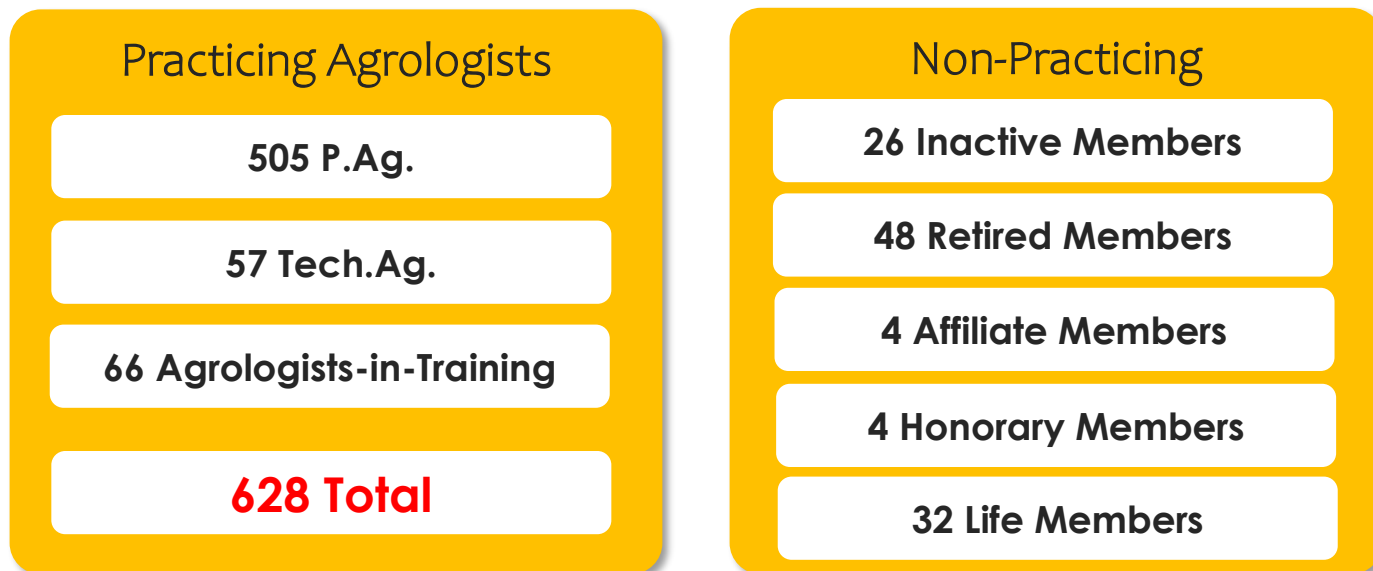 Practicing Agrologists
505 P.Ag.
57 Tech.Ag.
66 Agrologists-in-Training
628 Total
Non-Practicing
26 Inactive Members
48 Retired Members
4 Affiliate Members
4 Honorary Members
32 Life Members